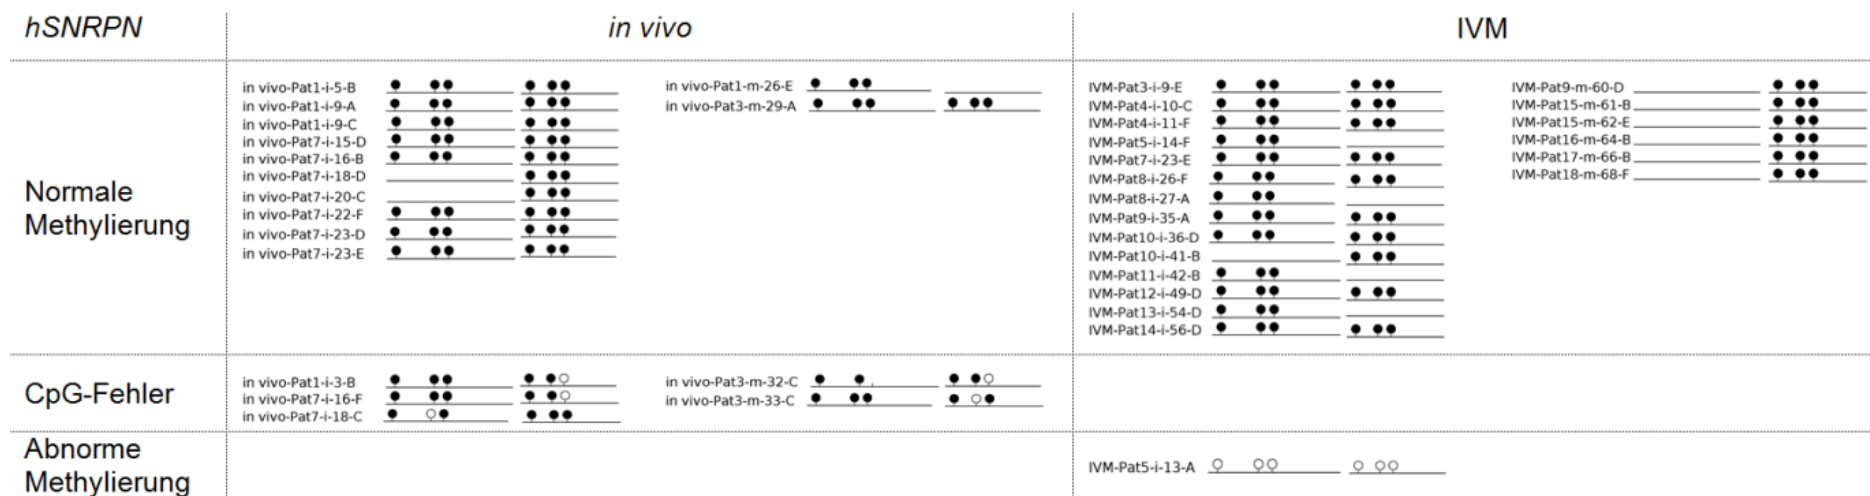 hSNRPN in vivo IVM
Normale
Methylierung
in vivo-Pat1-i-5-B
in vivo-Pat1-i-9-A
in vivo-Pat1-i-9-C
in vivo-Pat7-i-15-D
in vivo-Pat7-i-16-B
in vivo-Pat7-i-18-D
in vivo-Pat7-i-20-C
in vivo-Pat7-i-22-F
in vivo-Pat7-i-23-D
in vivo-Pat7-i-23-E
in vivo-Pat1-m-26-E
in vivo-Pat3-m-29-A
IVM-Pat3-i-9-E
IVM-Pat4-i-10-C
IVM-Pat4-i-11-F
IVM-Pat5-i-14-F
IVM-Pat7-i-23-E
IVM-Pat8-i-26-F
IVM-Pat8-i-27-A
IVM-Pat9-i-35-A
IVM-Pat10-i-36-D
IVM-Pat10-i-41-B
IVM-Pat11-i-42-B
IVM-Pat12-i-49-D
IVM-Pat13-i-54-D
IVM-Pat14-i-56-D
IVM-Pat9-m-60-D
IVM-Pat15-m-61-B
IVM-Pat15-m-62-E
IVM-Pat16-m-64-B
IVM-Pat17-m-66-B
IVM-Pat18-m-68-F
CpG-Fehler
in vivo-Pat1-i-3-B
in vivo-Pat7-i-16-F
in vivo-Pat7-i-18-C
in vivo-Pat3-m-32-C
in vivo-Pat3-m-33-C
Abnorme
Methylierung
IVM-Pat5-i-13-A